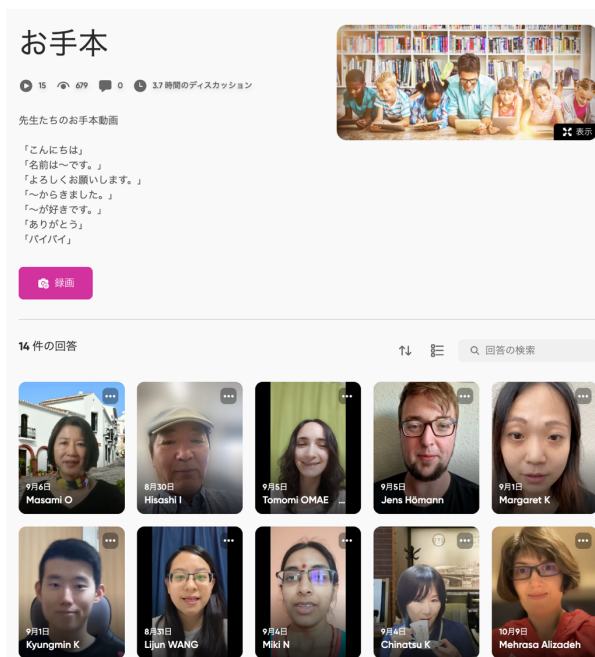 お手本
15 679 0 3.7 時間のディスカッション
表示
先生たちのお手本動画
「こんにちは」
「名前は〜です。」
「よろしくお願いします。」
「〜からきました。」
「〜が好きです。」
「ありがとう」
「バイバイ」
録画
14 件の回答
回答の検索
9月6日
Masami O
8月30日
Hisashi I
9月5日
Tomomi OMAE ...
9月5日
Jens Hömann
9月1日
Margaret K
9月1日
Kyungmin K
8月31日
Lijun WANG
9月4日
Miki N
9月4日
Chinatsu K
10月9日
Mehrasa Alizadeh